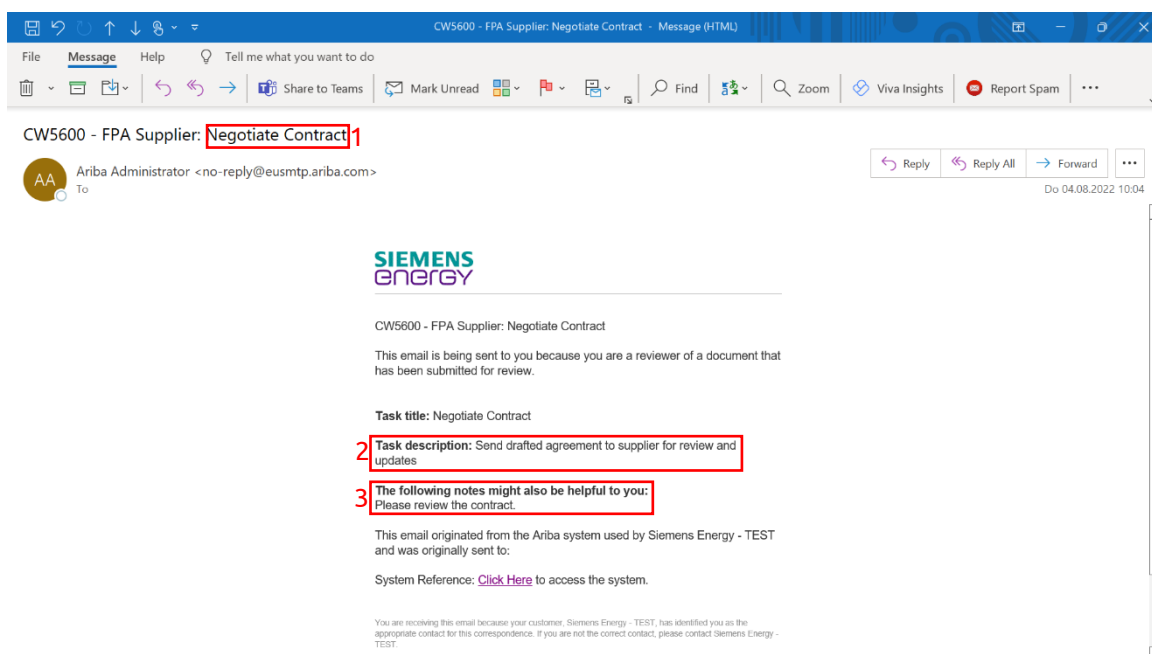 CW5600 - FPA Supplier: Negotiate Contract - Message (HTML)
File Message Help Tell me what you want to do
Share to Teams Mark Unread Find Zoom Viva Insights Report Spam
CW5600 - FPA Supplier: Negotiate Contract 1
Reply Reply All Forward
AA Ariba Administrator <no-reply@eusmtp.ariba.com>
To
Do 04.08.2022 10:04
SIEMENS
energy
CW5600 - FPA Supplier: Negotiate Contract
This email is being sent to you because you are a reviewer of a document that
has been submitted for review.
Task title: Negotiate Contract
2 Task description: Send drafted agreement to supplier for review and
updates
3 The following notes might also be helpful to you:
Please review the contract.
This email originated from the Ariba system used by Siemens Energy - TEST
and was originally sent to:
System Reference: Click Here to access the system.
You are receiving this email because your customer, Siemens Energy - TEST, has identified you as the
appropriate contact for this correspondence. If you are not the correct contact, please contact Siemens Energy -
TEST.